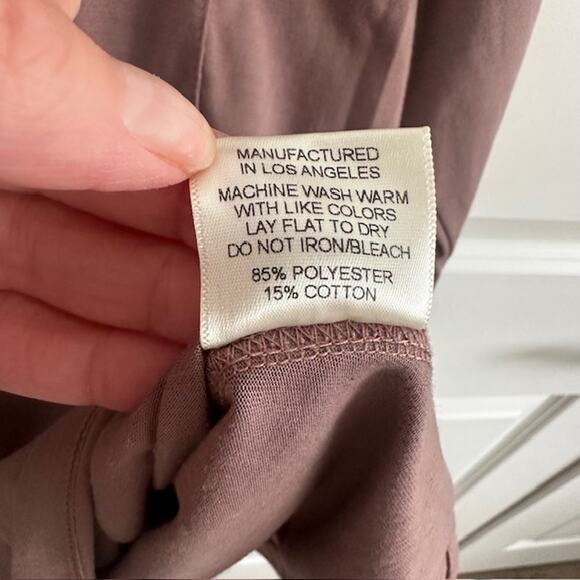 MANUFACTURED
IN LOS ANGELES
MACHINE WASH WARM
WITH LIKE COLORS
LAY FLAT TO DRY
DO NOT IRON/BLEACH
85% POLYESTER
15% COTTON